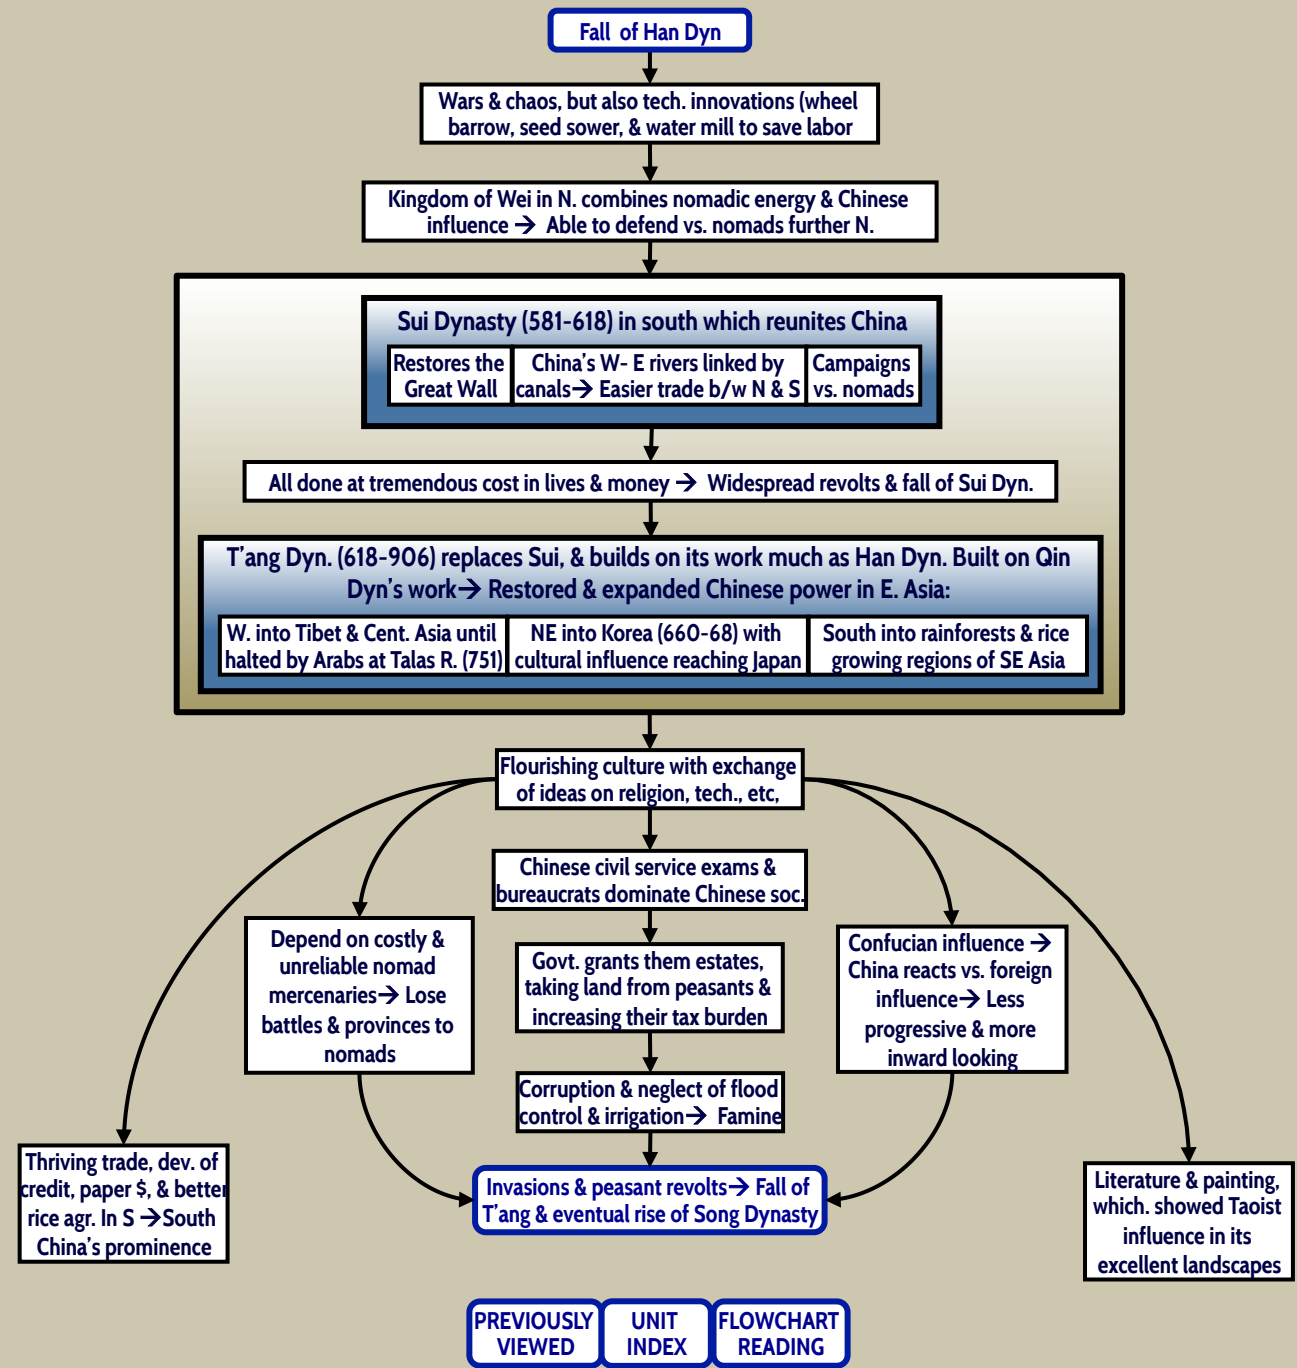 Fall of Han Dyn
Wars & chaos, but also tech. innovations (wheel
barrow, seed sower, & water mill to save labor
Kingdom of Wei in N. combines nomadic energy & Chinese
influence → Able to defend vs. nomads further N.
Sui Dynasty (581-618) in south which reunites China
Restores the
Great Wall
China's W- E rivers linked by
canals→ Easier trade b/w N & S
Campaigns
vs. nomads
All done at tremendous cost in lives & money → Widespread revolts & fall of Sui Dyn.
T'ang Dyn. (618-906) replaces Sui, & builds on its work much as Han Dyn. Built on Qin
Dyn's work→ Restored & expanded Chinese power in E. Asia:
W. into Tibet & Cent. Asia until
halted by Arabs at Talas R. (751)
NE into Korea (660-68) with
cultural influence reaching Japan
South into rainforests & rice
growing regions of SE Asia
Flourishing culture with exchange
of ideas on religion, tech., etc,
Chinese civil service exams &
bureaucrats dominate Chinese soc.
Depend on costly &
unreliable nomad
mercenaries→ Lose
battles & provinces to
nomads
Govt. grants them estates,
taking land from peasants &
increasing their tax burden
Confucian influence →
China reacts vs. foreign
influence→ Less
progressive & more
inward looking
Corruption & neglect of flood
control & irrigation→ Famine
Thriving trade, dev. of
credit, paper $, & better
rice agr. In S →South
China's prominence
Invasions & peasant revolts→ Fall of
T'ang & eventual rise of Song Dynasty
Literature & painting,
which. showed Taoist
influence in its
excellent landscapes
PREVIOUSLY
VIEWED
UNIT
INDEX
FLOWCHART
READING